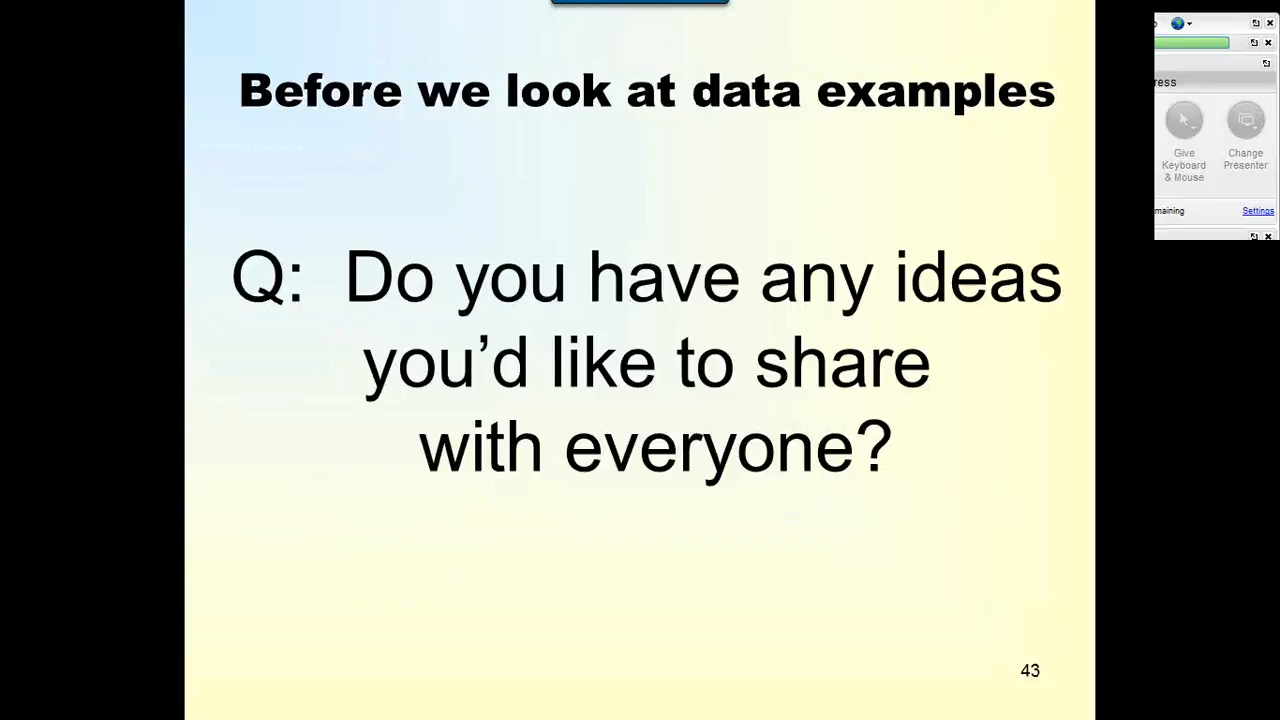 Before we look at data examples
Q: Do you have any ideas
you’d like to share
with everyone?
43
Give
Keyboard
& Mouse
Change
Presenter
Settings